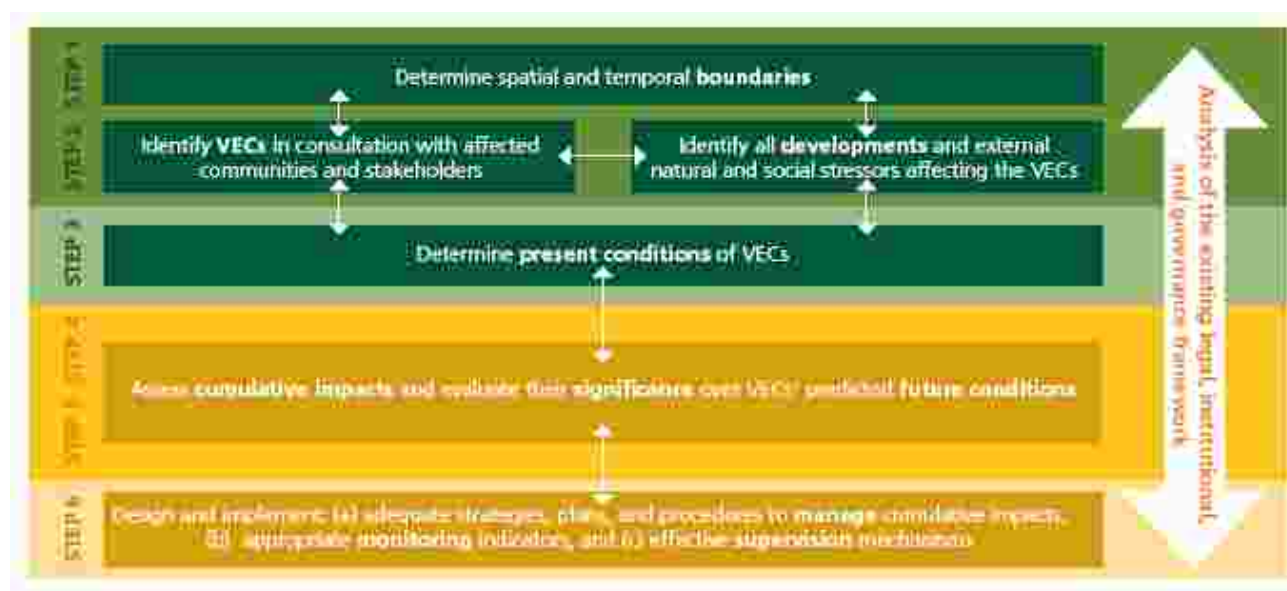 STEP 1
Determine spatial and temporal boundaries
STEP 2
Identify VECs in consultation with affected
communities and stakeholders
Identify all developments and external
natural and social stressors affecting the VECs
STEP 3
Determine present conditions of VECs
STEP 5 STEP 4
Assess cumulative impacts and evaluate their significance over VECs' predicted future conditions
STEP 6
Design and implement: (a) adequate strategies, plans, and procedures to manage cumulative impacts,
(b) appropriate monitoring indicators, and (c) effective supervision mechanisms
Analysis of the existing legal, institutional,
and governance framework